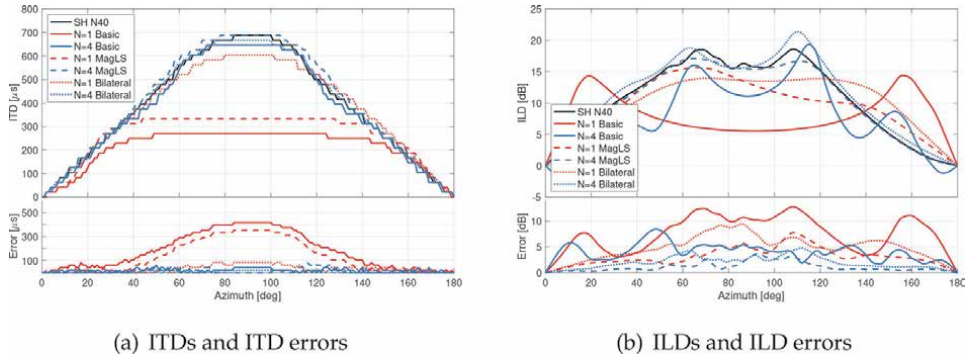 800
700
600
500
400
300
200
100
0
ITD [μs]
SH N40
N=1 Basic
N=4 Basic
N=1 MagLS
N=4 MagLS
N=1 Bilateral
N=4 Bilateral
500
300
100
Error [μs]
0 20 40 60 80 100 120 140 160 180
Azimuth [deg]
25
20
15
10
5
0
-5
ILD [dB]
SH N40
N=1 Basic
N=4 Basic
N=1 MagLS
N=4 MagLS
N=1 Bilateral
N=4 Bilateral
10
5
0
Error [dB]
0 20 40 60 80 100 120 140 160 180
Azimuth [deg]
(a) ITDs and ITD errors
(b) ILDs and ILD errors